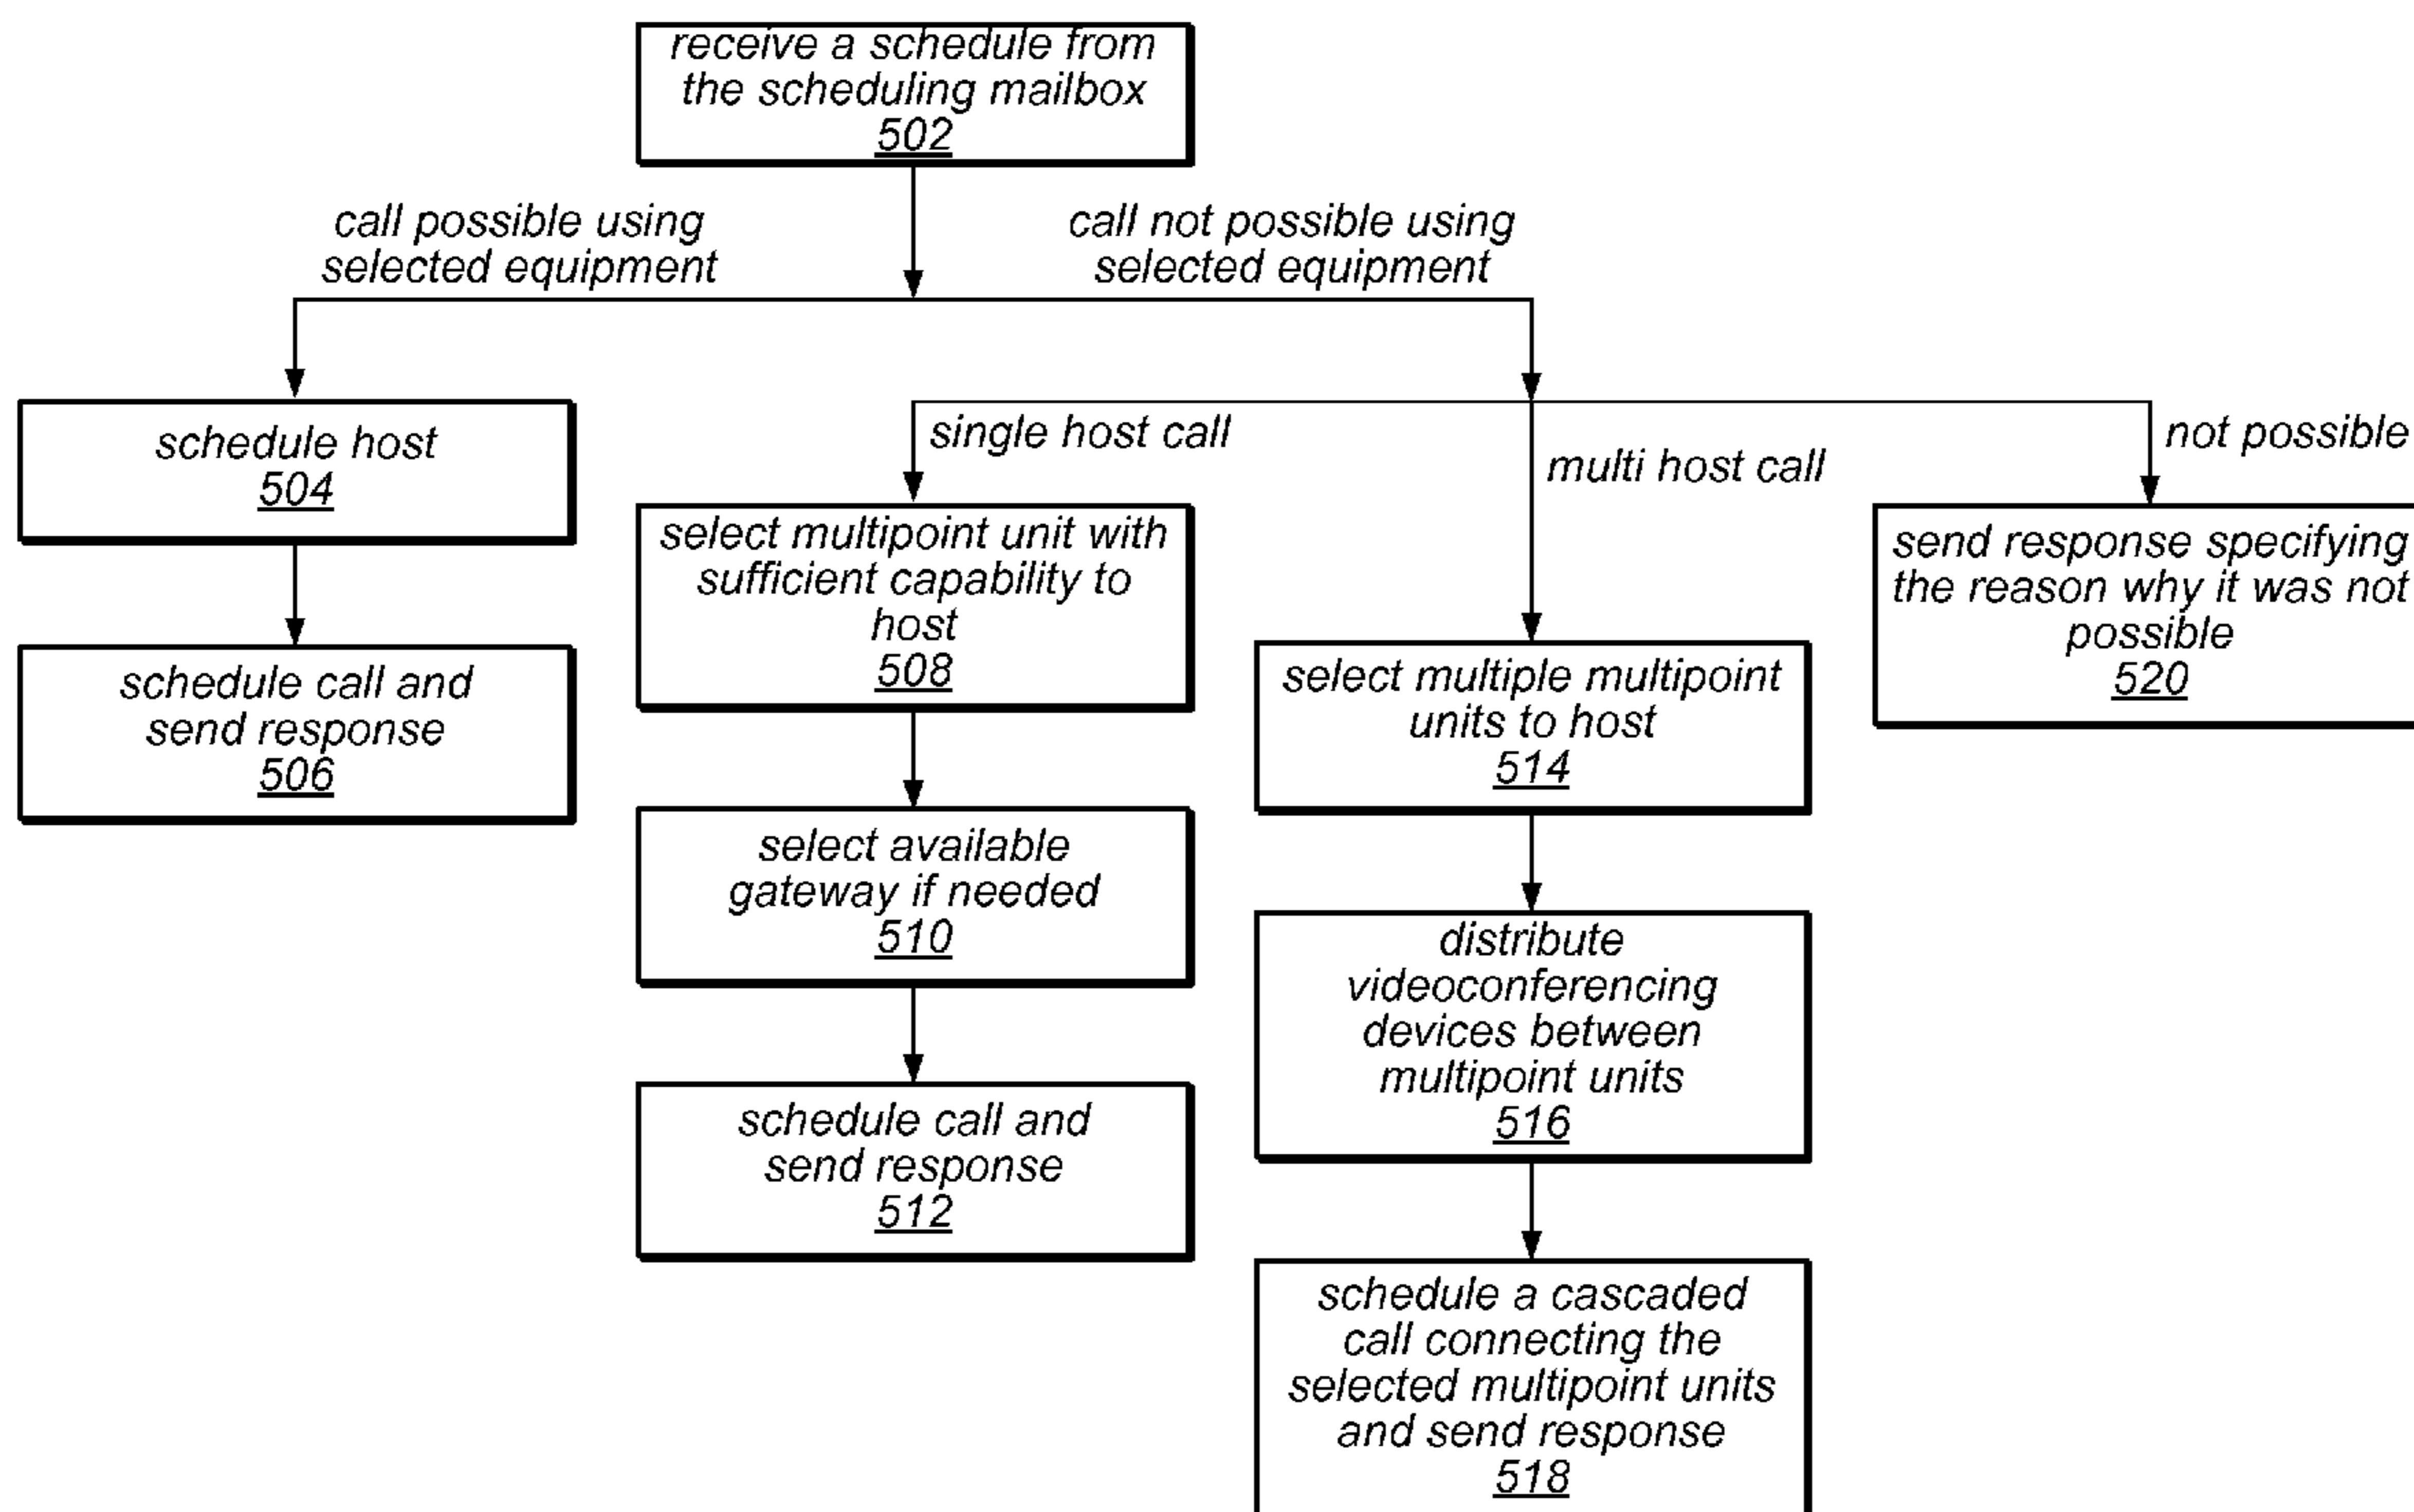 receive a schedule from
the scheduling mailbox
502
call possible using
selected equipment
call not possible using
selected equipment
schedule host
504
schedule call and
send response
506
single host call
select multipoint unit with
sufficient capability to
host
508
select available
gateway if needed
510
schedule call and
send response
512
multi host call
select multiple multipoint
units to host
514
distribute
videoconferencing
devices between
multipoint units
516
schedule a cascaded
call connecting the
selected multipoint units
and send response
518
not possible
send response specifying
the reason why it was not
possible
520